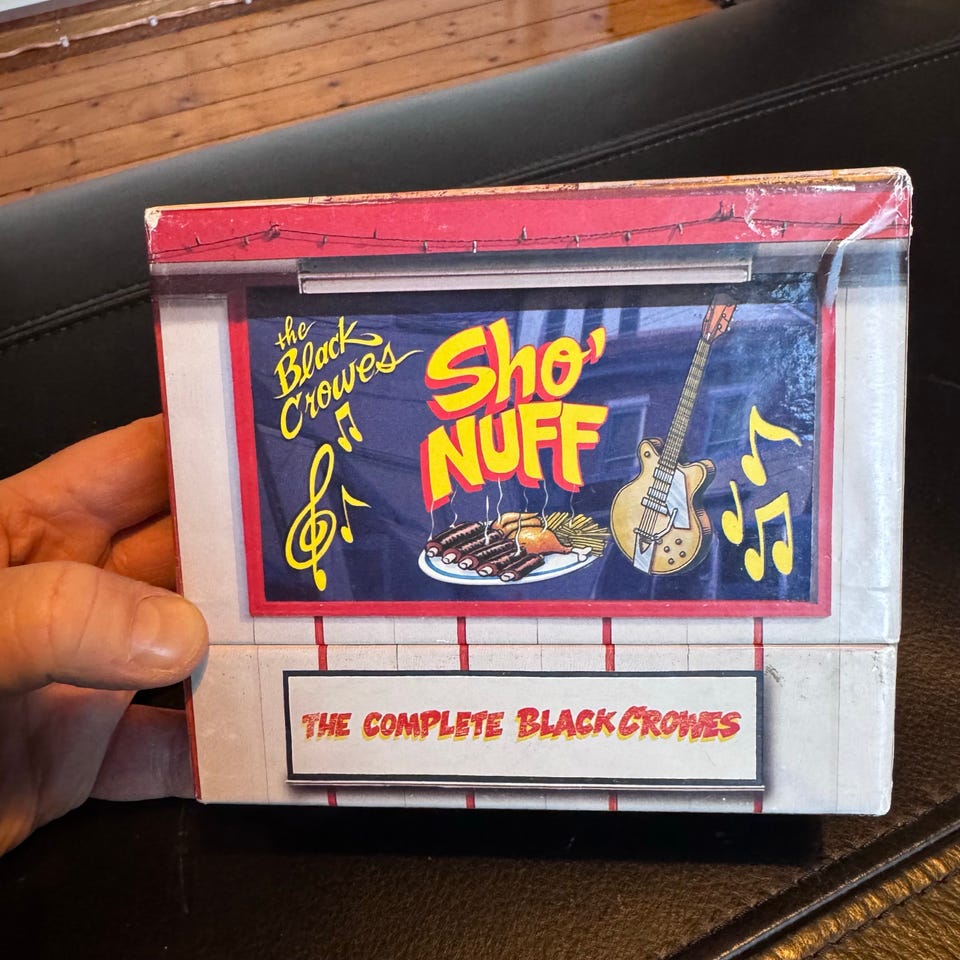 the
Black
Crowes
Sho'
NUFF
THE COMPLETE BLACK CROWES